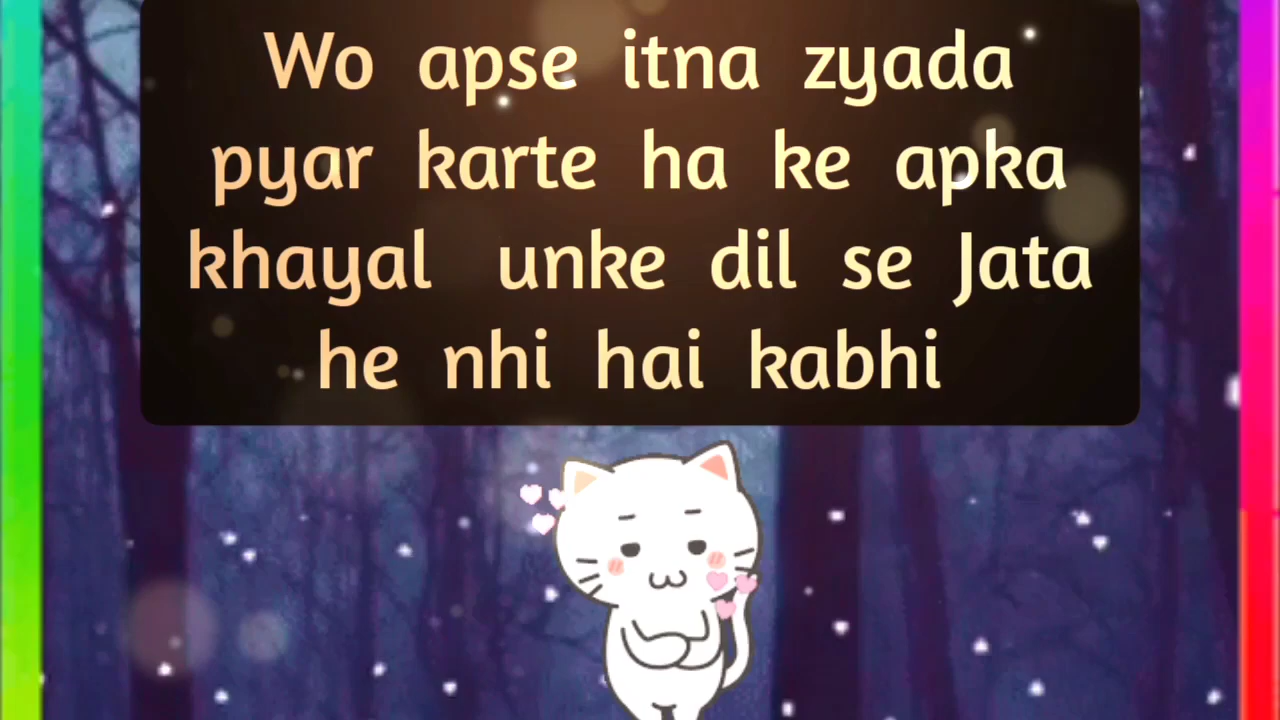 Wo apse itna zyada
pyar karte ha ke apka
khayal unke dil se Jata
he nhi hai kabhi